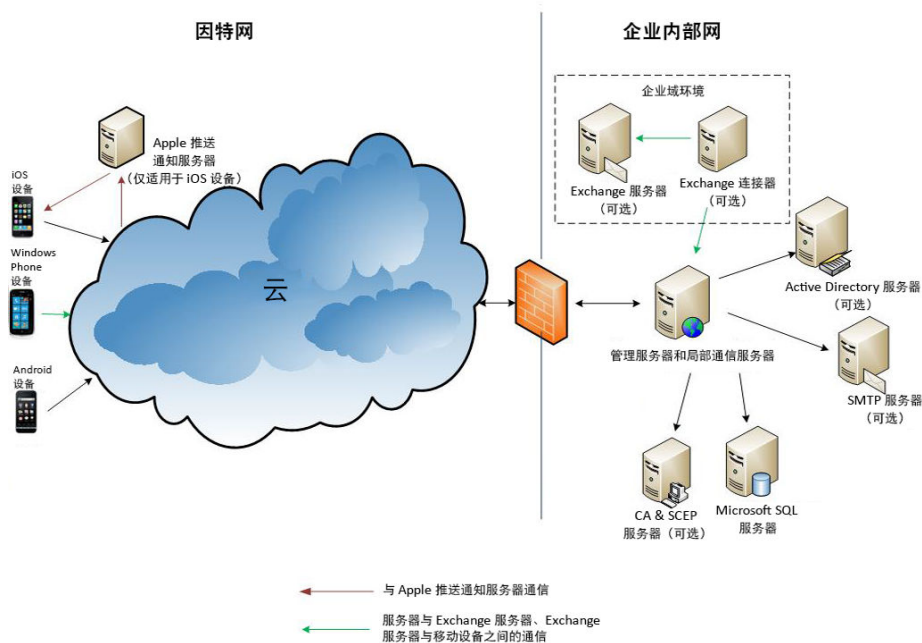 因特网
企业内部网
企业域环境
Apple 推送
通知服务器
（仅适用于 iOS 设备）
iOS
设备
Windows
Phone
设备
Android
设备
云
Exchange 服务器
（可选）
Exchange 连接器
（可选）
Active Directory 服务器
（可选）
管理服务器和局部通信服务器
SMTP 服务器
（可选）
CA & SCEP
服务器（可选）
Microsoft SQL
服务器
与 Apple 推送通知服务器通信
服务器与 Exchange 服务器、Exchange
服务器与移动设备之间的通信